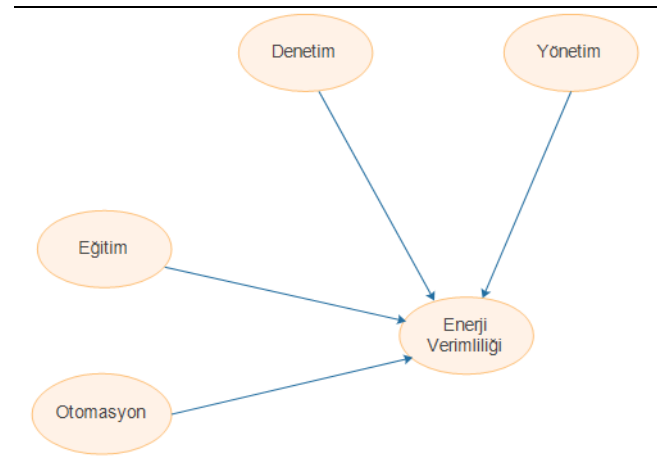 Denetim
Yönetim
Eğitim
Enerji
Verimliliği
Otomasyon